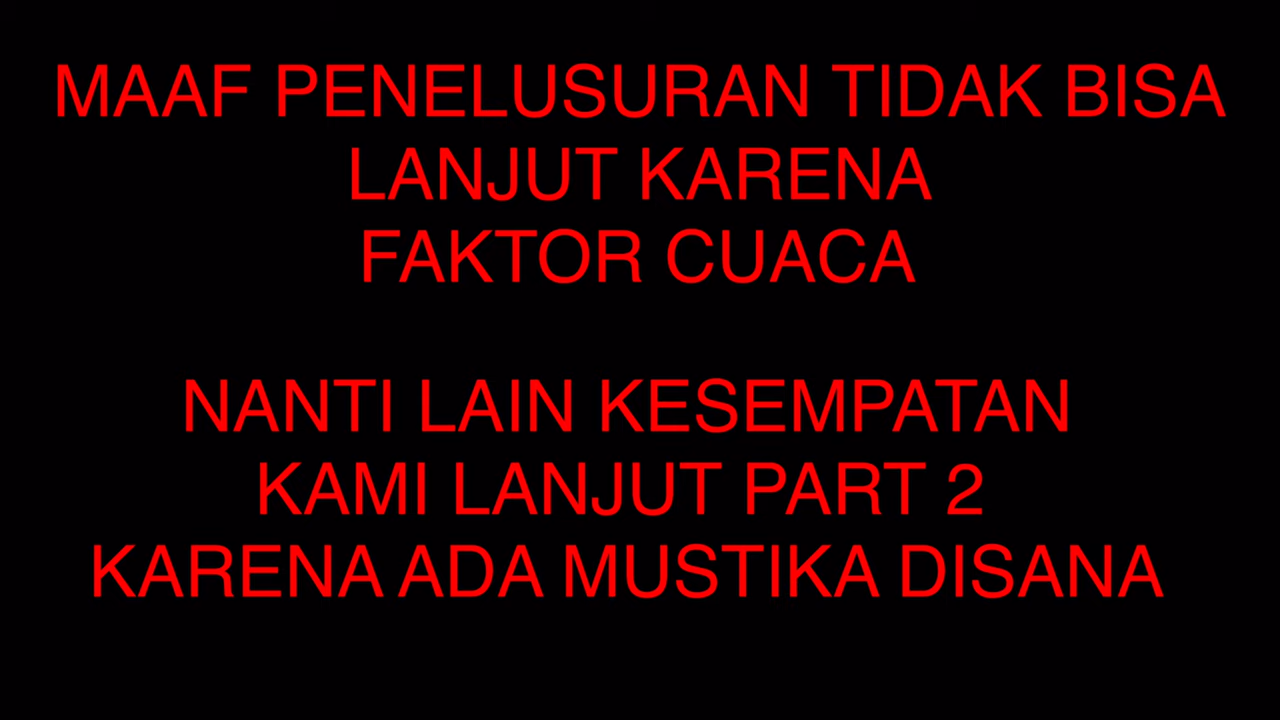 MAAF PENELUSURAN TIDAK BISA
LANJUT KARENA
FAKTOR CUACA
NANTI LAIN KESEMPATAN
KAMI LANJUT PART 2
KARENA ADA MUSTIKA DISANA